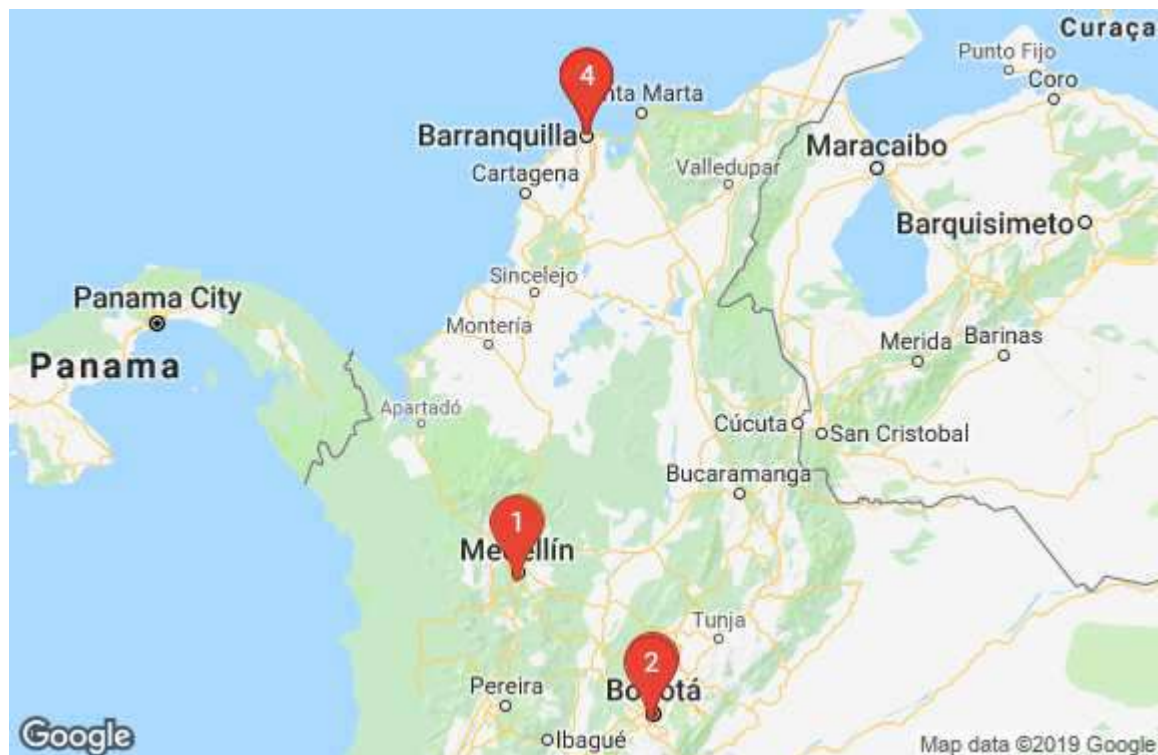 Curaça
Punto Fijo
Coro
4
nta Marta
Barranquilla
Maracaibo
Cartagena
Valledupar
Barquisimeto
Sincelejo
Panama City
Montería
Merida
Barinas
Panama
Apartadó
Cúcuta
San Cristobal
Bucaramanga
1
Me ellín
2
Tunja
Pereira
Bo otá
Ibagué
Google
Map data ©2019 Google